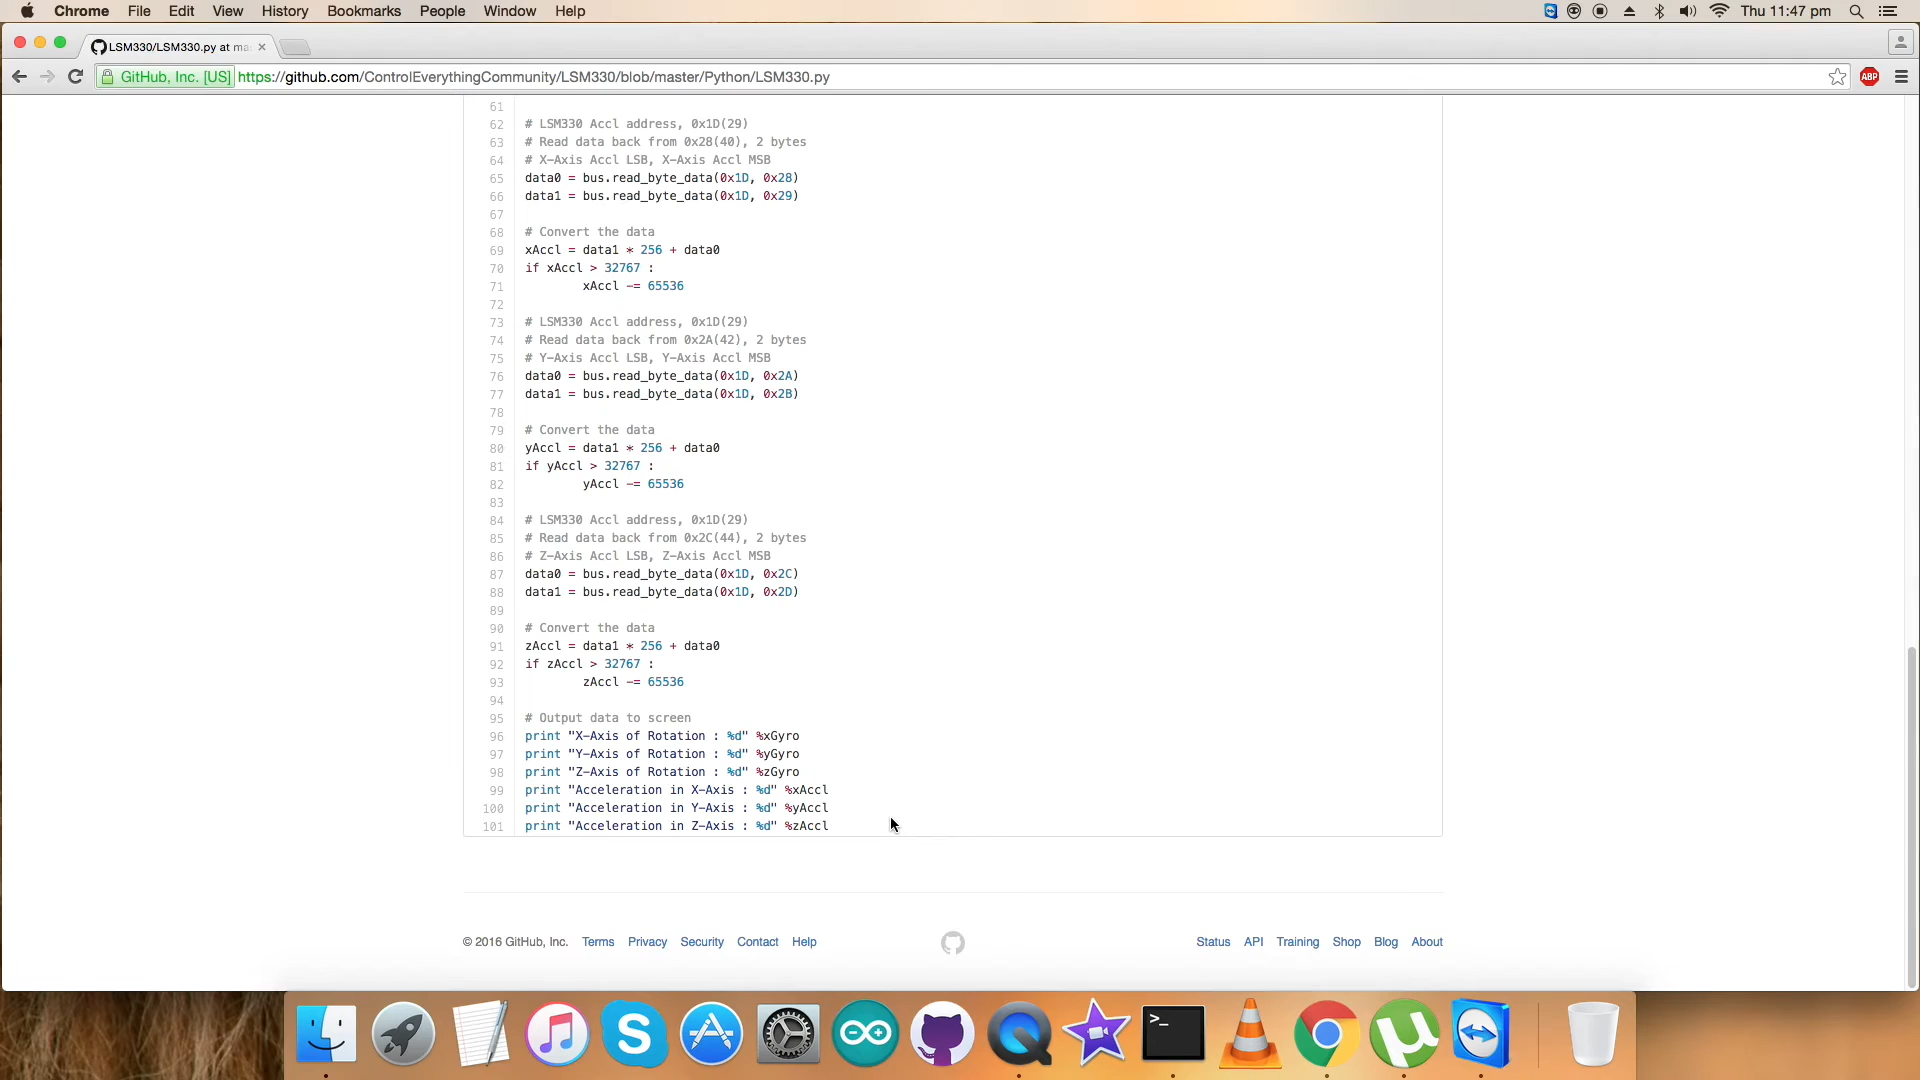 Chrome File Edit View History Bookmarks People Window Help Thu 11:47 pm
LSM330/LSM330.py at ma
GitHub, Inc. [US] https://github.com/ControlEverythingCommunity/LSM330/blob/master/Python/LSM330.py ABP
61
62 # LSM330 Accl address, 0x1D(29)
63 # Read data back from 0x28(40), 2 bytes
64 # X-Axis Accl LSB, X-Axis Accl MSB
65 data0 = bus.read_byte_data(0x1D, 0x28)
66 data1 = bus.read_byte_data(0x1D, 0x29)
67
68 # Convert the data
69 xAccl = data1 * 256 + data0
70 if xAccl > 32767 :
71 xAccl -= 65536
72
73 # LSM330 Accl address, 0x1D(29)
74 # Read data back from 0x2A(42), 2 bytes
75 # Y-Axis Accl LSB, Y-Axis Accl MSB
76 data0 = bus.read_byte_data(0x1D, 0x2A)
77 data1 = bus.read_byte_data(0x1D, 0x2B)
78
79 # Convert the data
80 yAccl = data1 * 256 + data0
81 if yAccl > 32767 :
82 yAccl -= 65536
83
84 # LSM330 Accl address, 0x1D(29)
85 # Read data back from 0x2C(44), 2 bytes
86 # Z-Axis Accl LSB, Z-Axis Accl MSB
87 data0 = bus.read_byte_data(0x1D, 0x2C)
88 data1 = bus.read_byte_data(0x1D, 0x2D)
89
90 # Convert the data
91 zAccl = data1 * 256 + data0
92 if zAccl > 32767 :
93 zAccl -= 65536
94
95 # Output data to screen
96 print "X-Axis of Rotation : %d" %xGyro
97 print "Y-Axis of Rotation : %d" %yGyro
98 print "Z-Axis of Rotation : %d" %zGyro
99 print "Acceleration in X-Axis : %d" %xAccl
100 print "Acceleration in Y-Axis : %d" %yAccl
101 print "Acceleration in Z-Axis : %d" %zAccl
© 2016 GitHub, Inc. Terms Privacy Security Contact Help Status API Training Shop Blog About